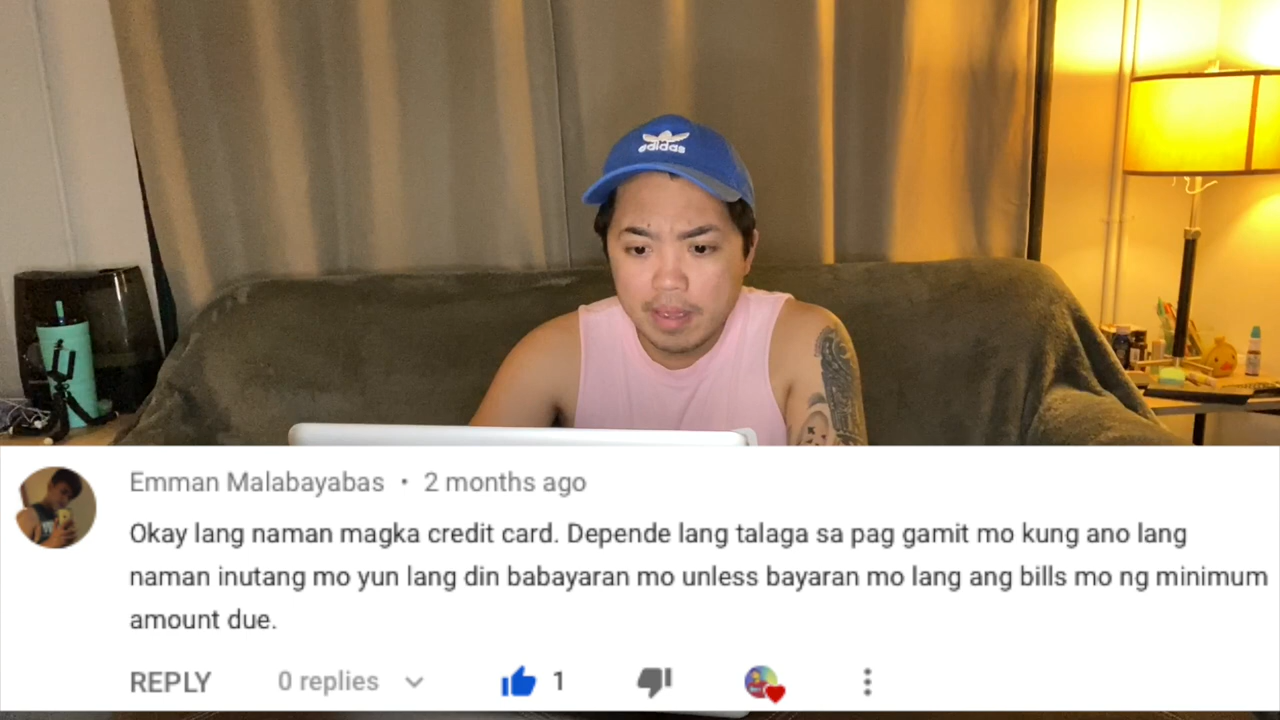 adidas
Emman Malabayabas • 2 months ago
Okay lang naman magka credit card. Depende lang talaga sa pag gamit mo kung ano lang
naman inutang mo yun lang din babayaran mo unless bayaran mo lang ang bills mo ng minimum
amount due.
REPLY 0 replies 1